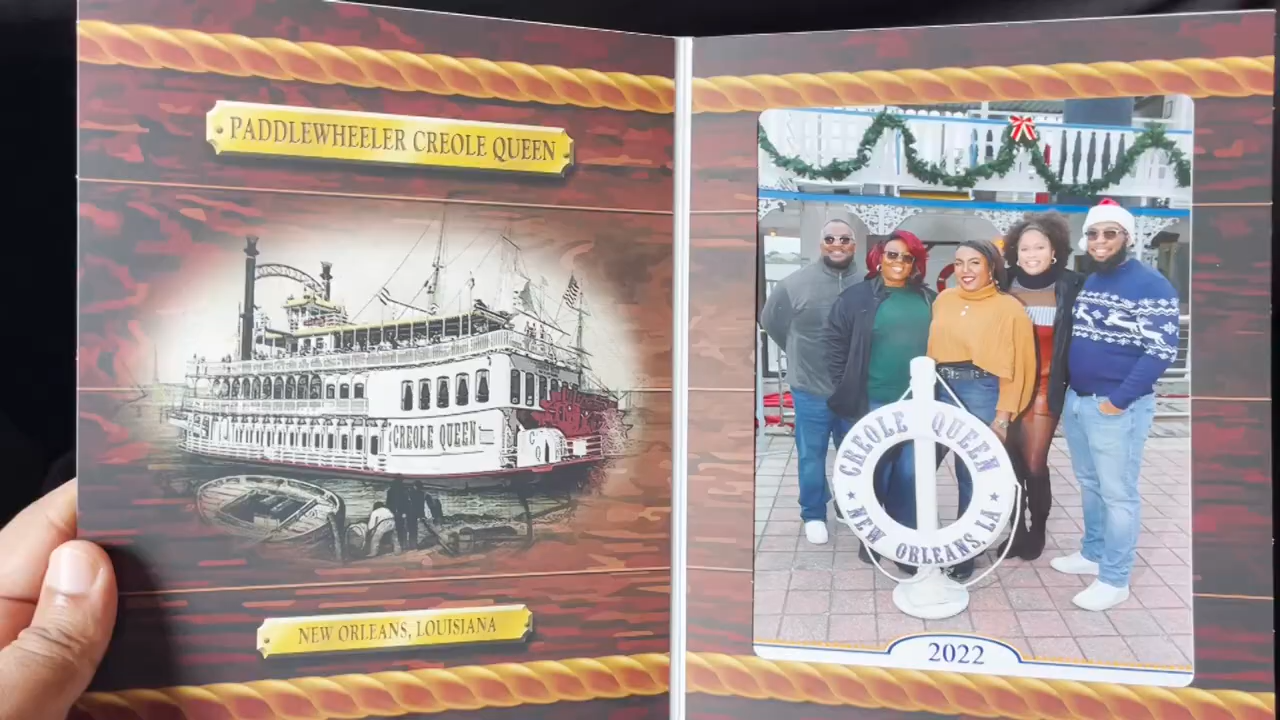 PADDLEWHEELER CREOLE QUEEN
CREOLE QUEEN
NEW ORLEANS, LOUISIANA
CREOLE QUEEN
★ NEW ORLEANS, LA ★
2022